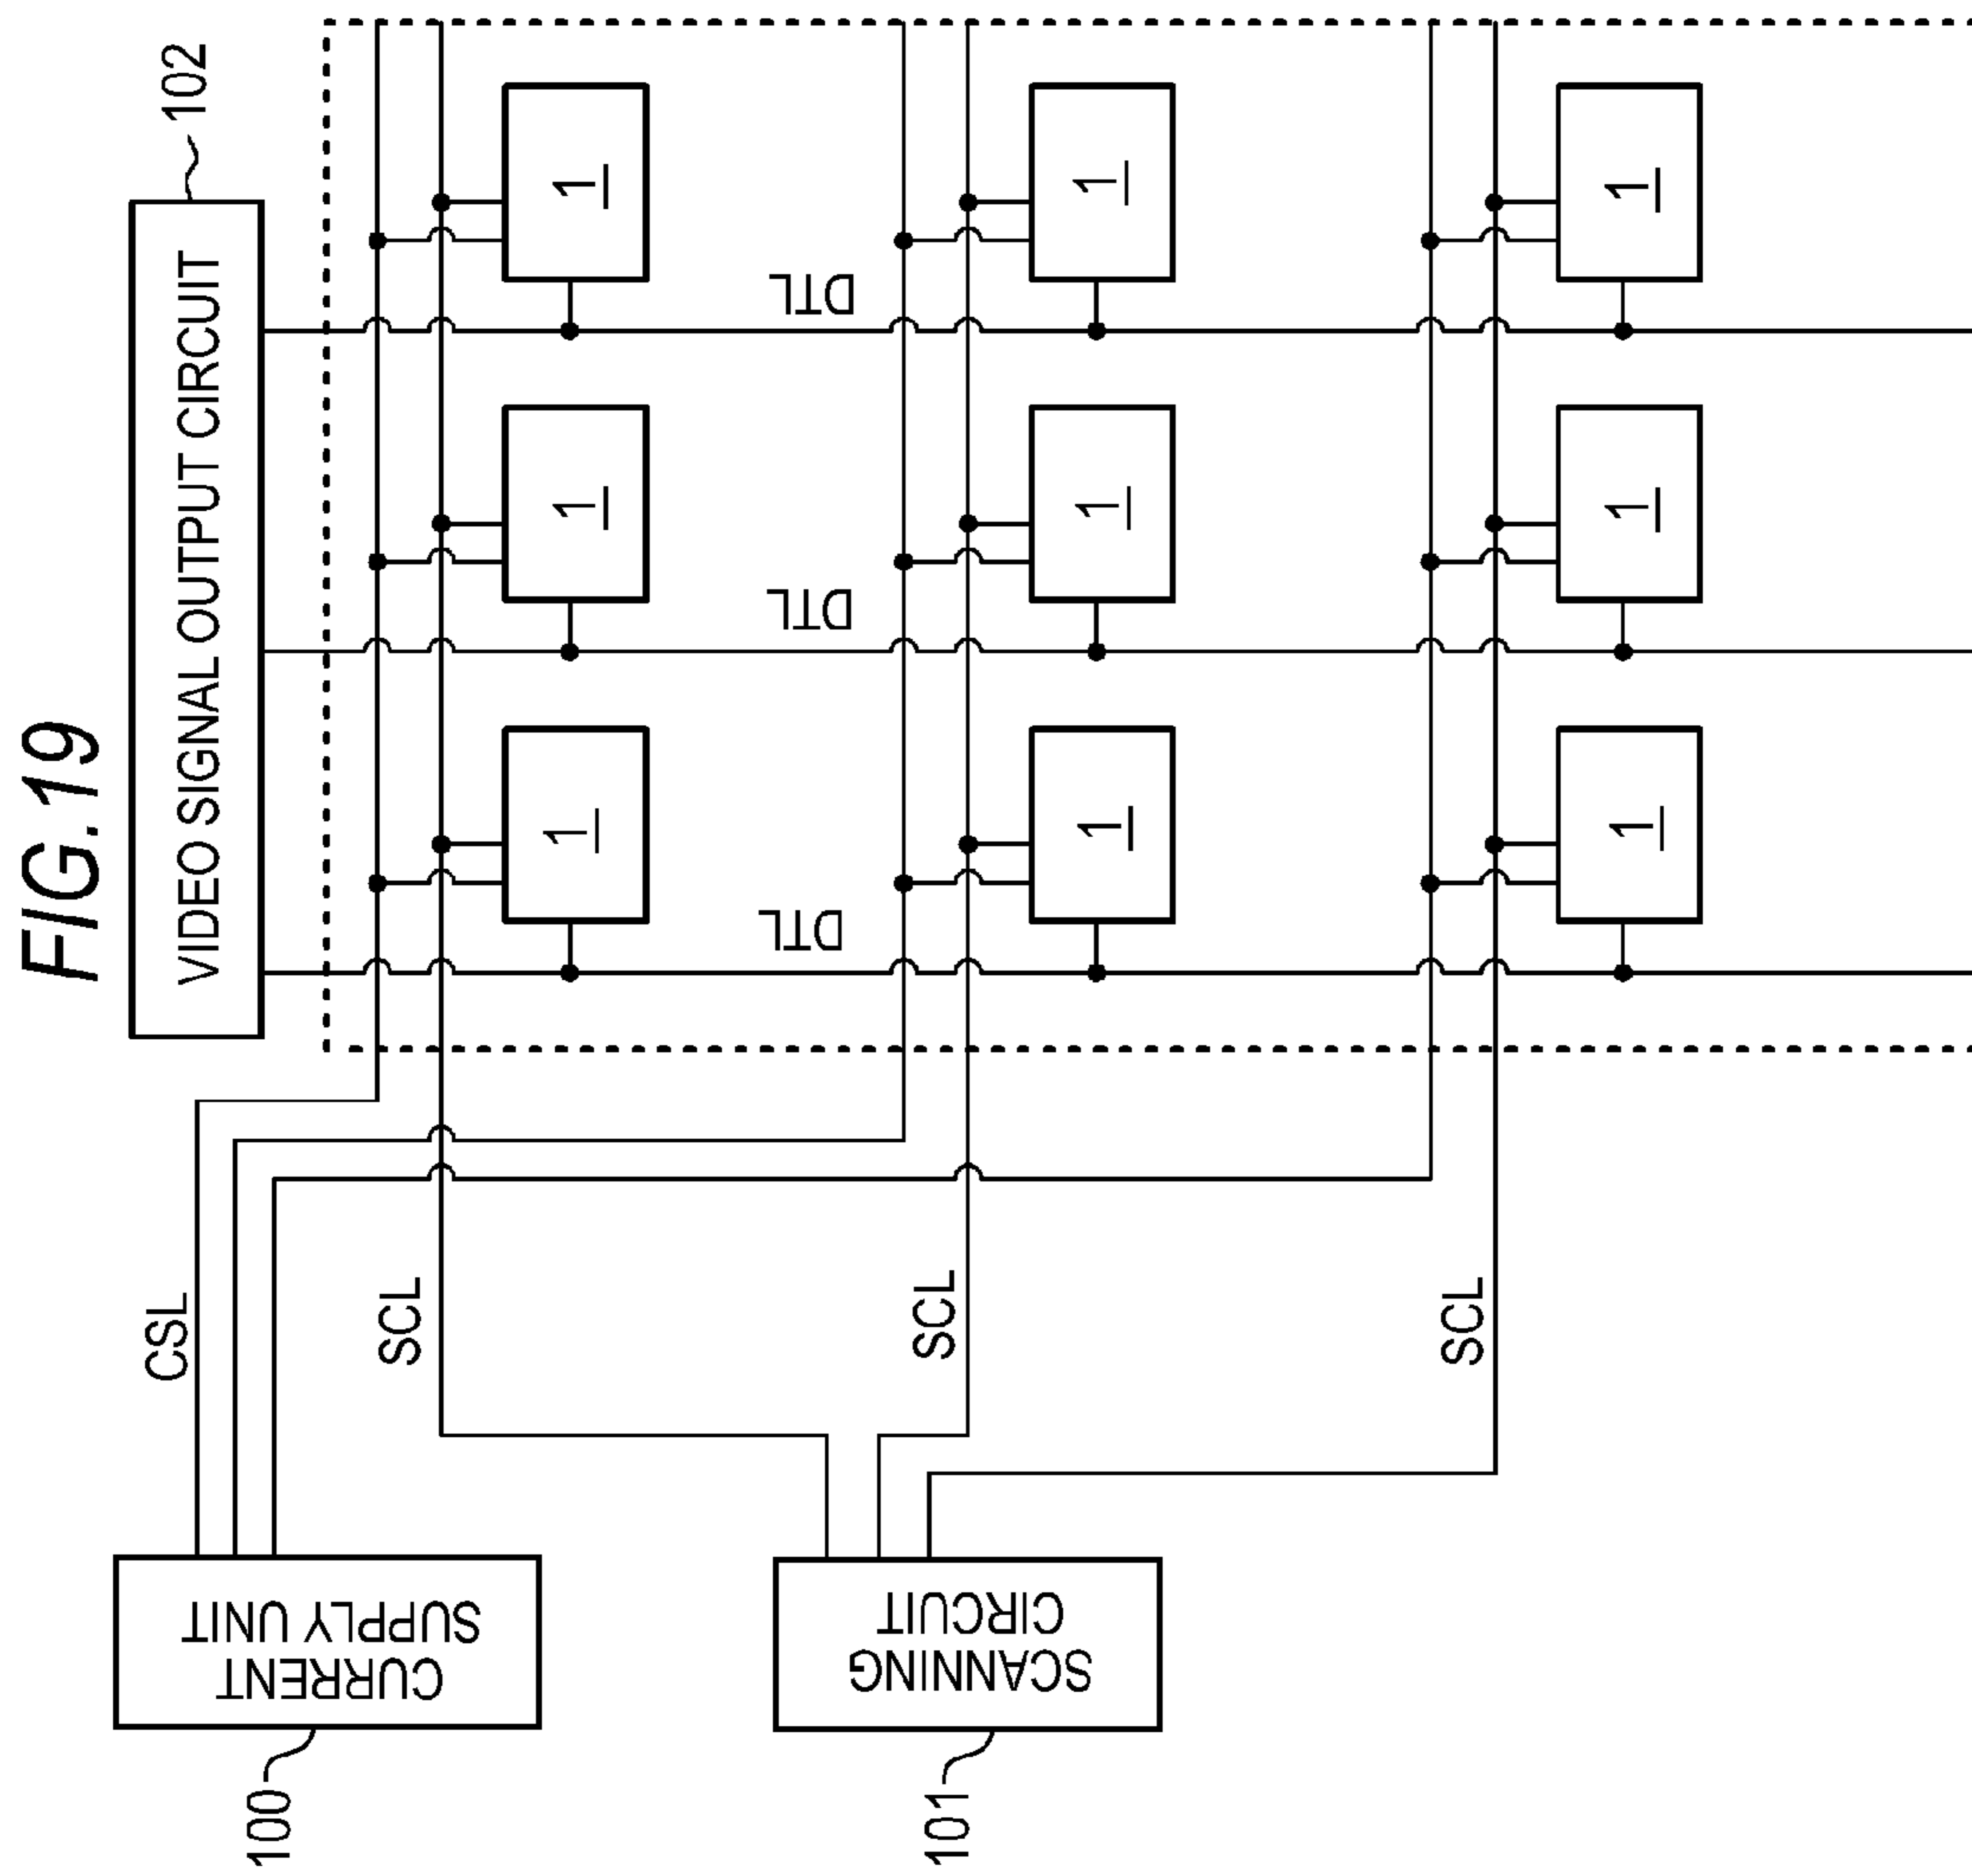 FIG.19
VIDEO SIGNAL OUTPUT CIRCUIT
102
CSL
SCL
SCL
SCL
CURRENT
SUPPLY UNIT
100
SCANNING
CIRCUIT
101
DTL
DTL
DTL
1
1
1
1
1
1
1
1
1